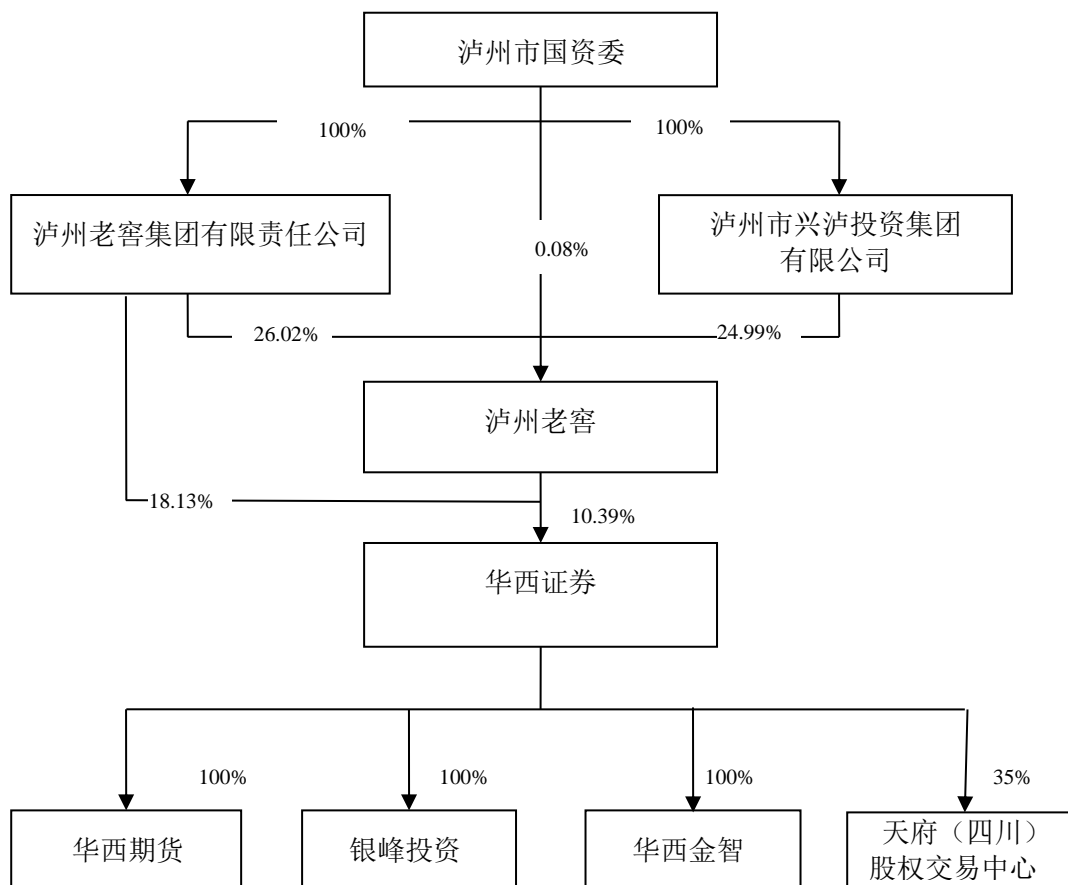 泸州市国资委
100%
100%
泸州老窖集团有限责任公司
0.08%
泸州市兴泸投资集团
有限公司
26.02%
24.99%
泸州老窖
18.13%
10.39%
华西证券
100%
100%
100%
35%
华西期货
银峰投资
华西金智
天府（四川）
股权交易中心